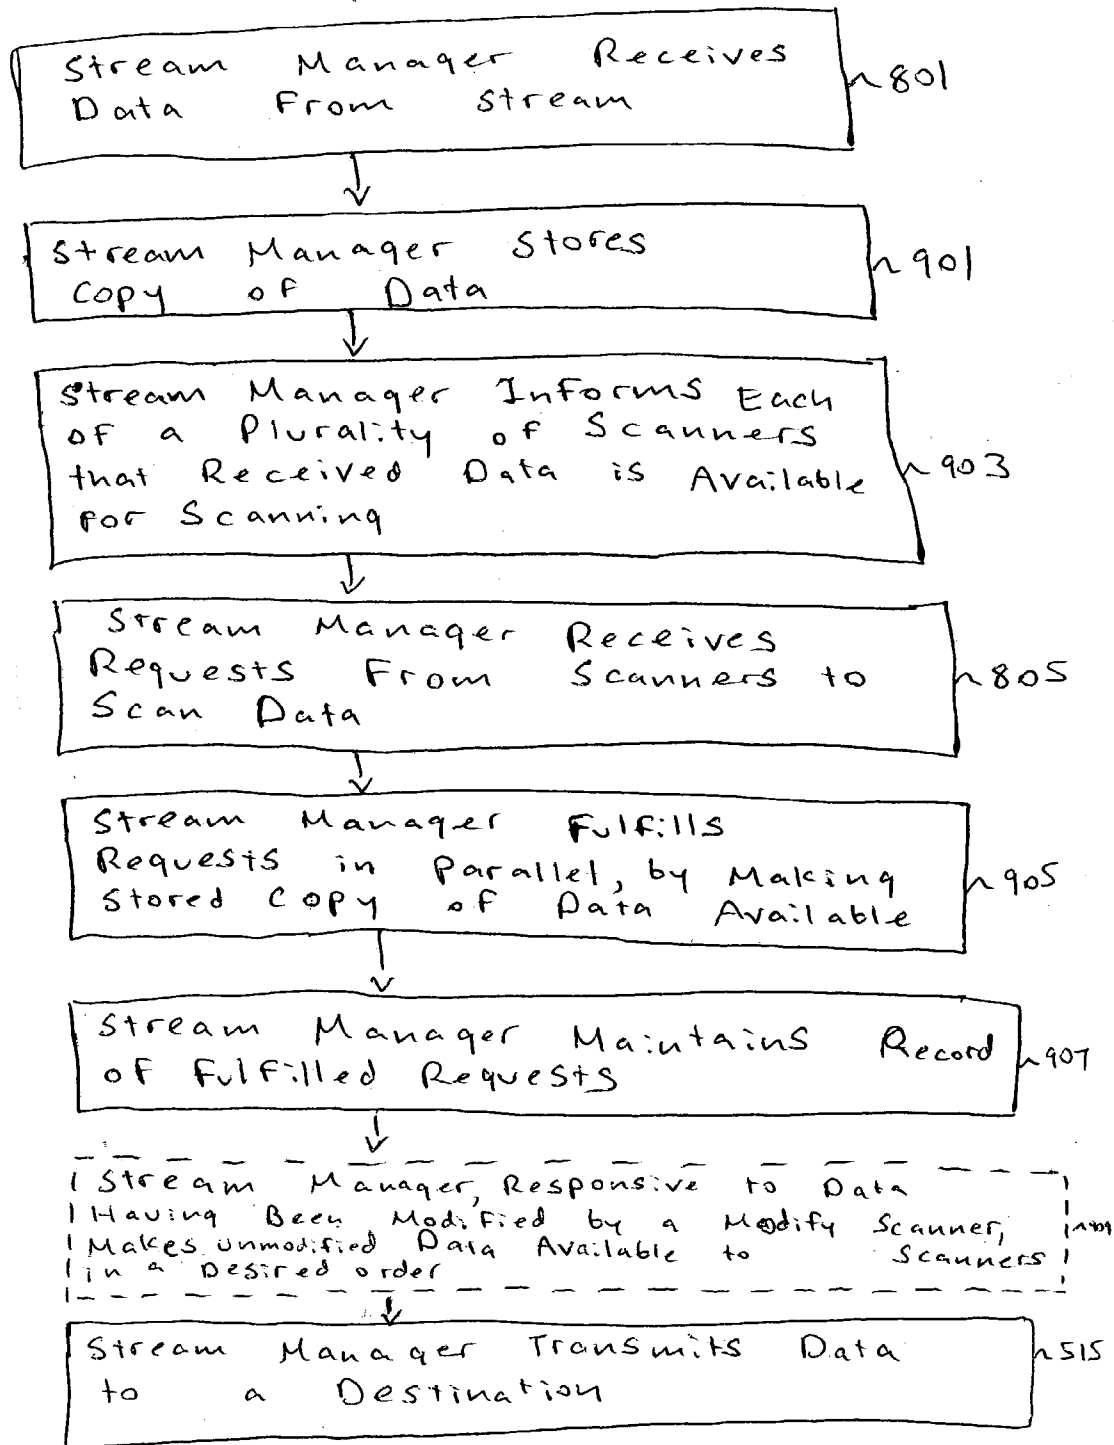 Stream Manager Receives
Data From Stream
801
Stream Manager Stores
Copy of Data
901
Stream Manager Informs Each
of a Plurality of Scanners
that Received Data is Available
for Scanning
903
Stream Manager Receives
Requests From Scanners to
Scan Data
805
Stream Manager Fulfills
Requests in Parallel, by Making
Stored Copy of Data Available
905
Stream Manager Maintains Record
of Fulfilled Requests
907
Stream Manager, Responsive to Data
Having Been Modified by a Modify Scanner,
Makes unmodified Data Available to Scanners
in a Desired order
Stream Manager Transmits Data
to a Destination
515